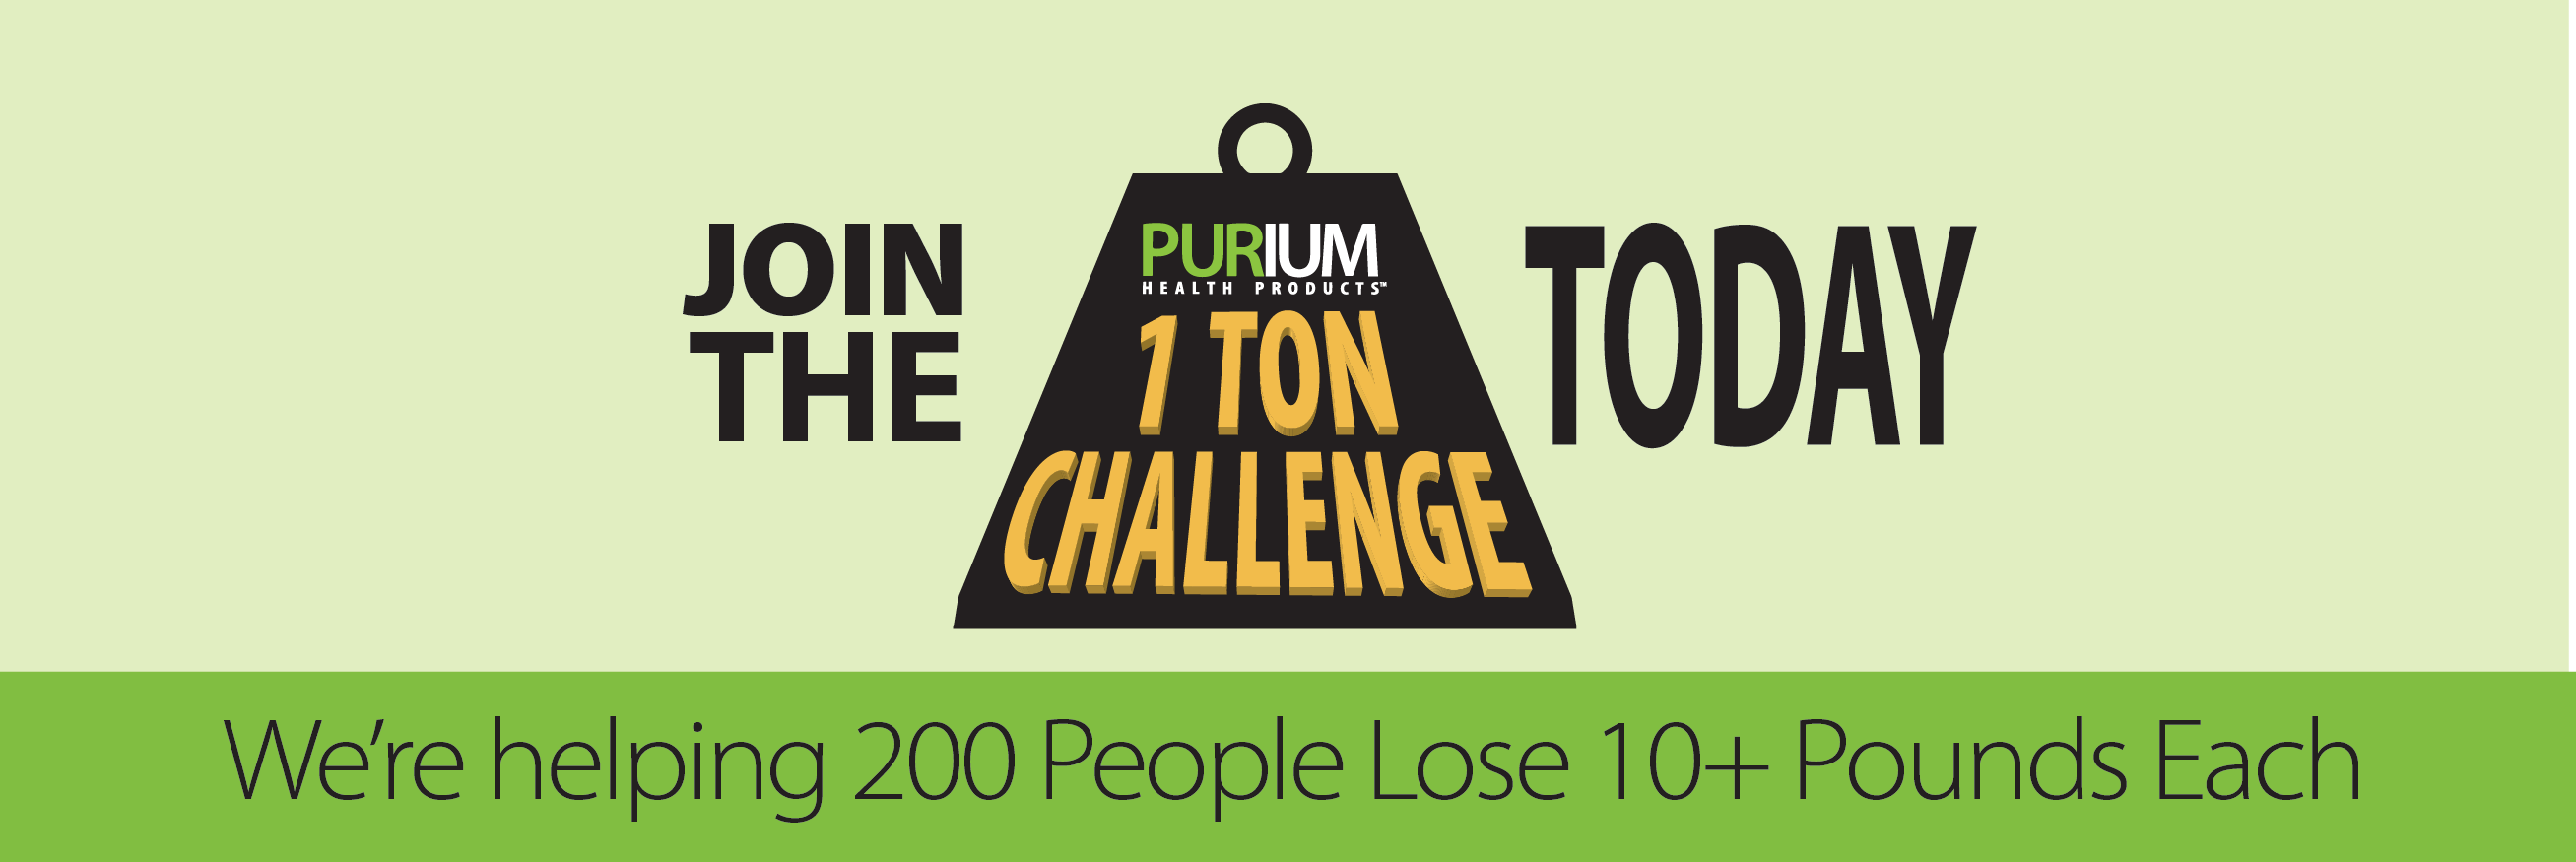 JOIN
THE
PURIUM
HEALTH PRODUCTS™
1 TON
CHALLENGE
TODAY
We're helping 200 People Lose 10+ Pounds Each